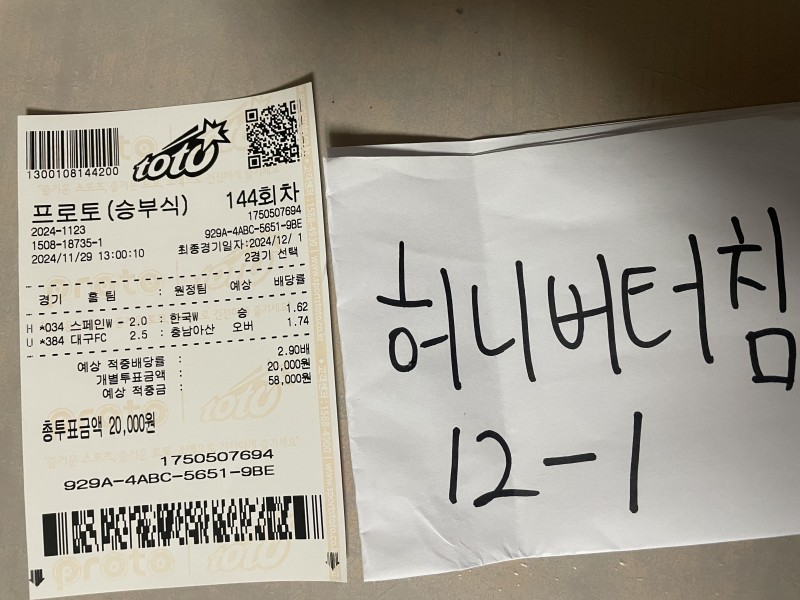 1300108144200
toto
프로토(승부식) 144회차
2024-1123 1750507694
1508-18735-1 929A-4ABC-5651-9BE
2024/11/29 13:00:10 최종경기일자:2024/12/ 1
2경기 선택
경기 홈 팀 : 원정팀 예상 배당률
H *034 스페인W - 2.0 : 한국W 승 1.62
U *384 대구FC 2.5 : 충남아산 오버 1.74
예상 적중배당률 : 2.90배
개별투표금액 : 20,000원
예상 적중금 : 58,000원
총투표금액 20,000원
1750507694
929A-4ABC-5651-9BE
proto
toto
허니버터칩
12-1